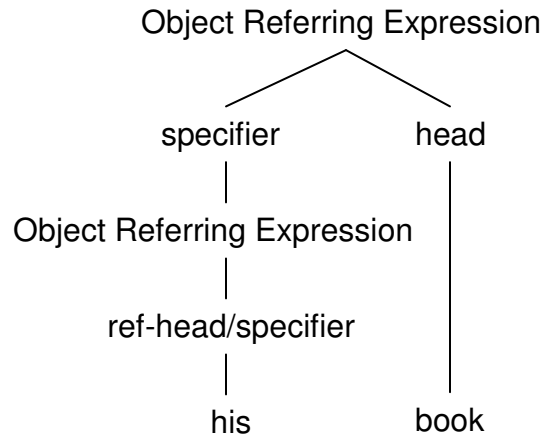 Object Referring Expression
specifier head
Object Referring Expression
ref-head/specifier
his book